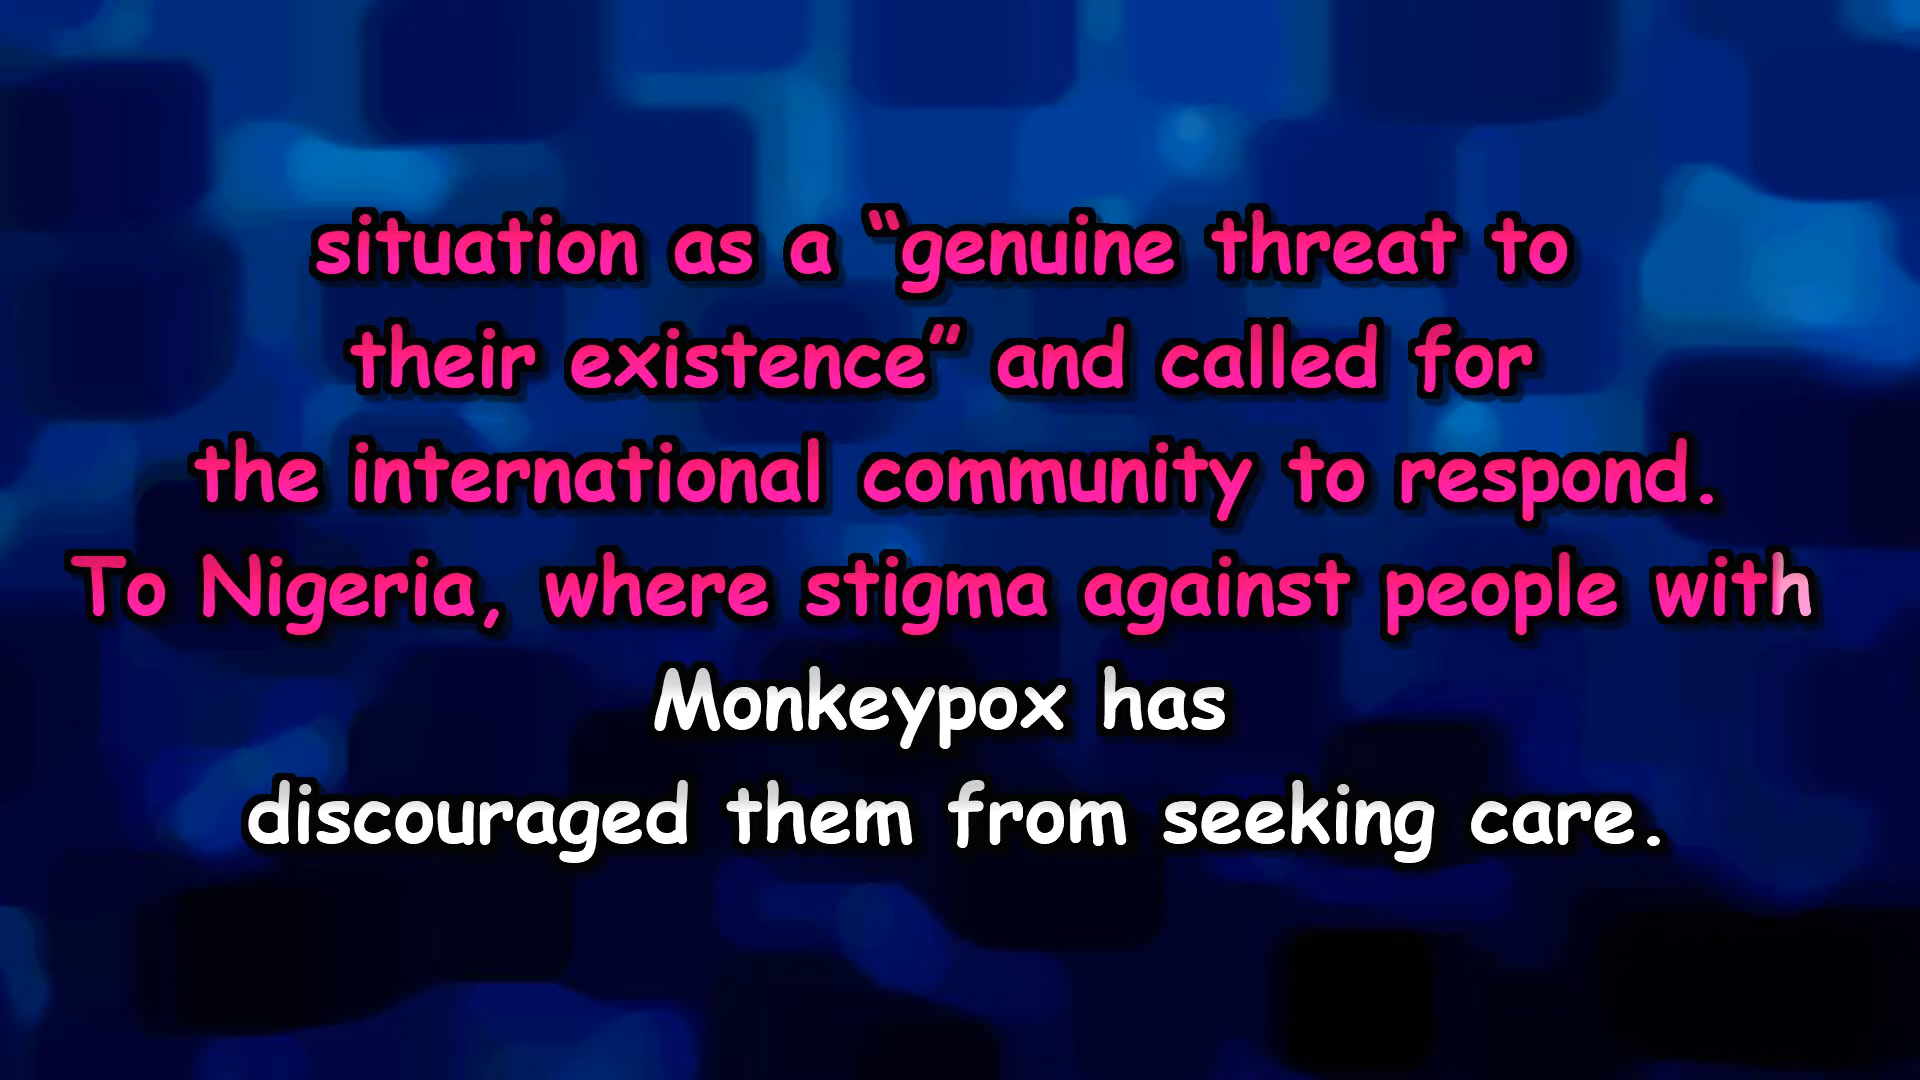 situation as a “genuine threat to
their existence” and called for
the international community to respond.
To Nigeria, where stigma against people with
Monkeypox has
discouraged them from seeking care.